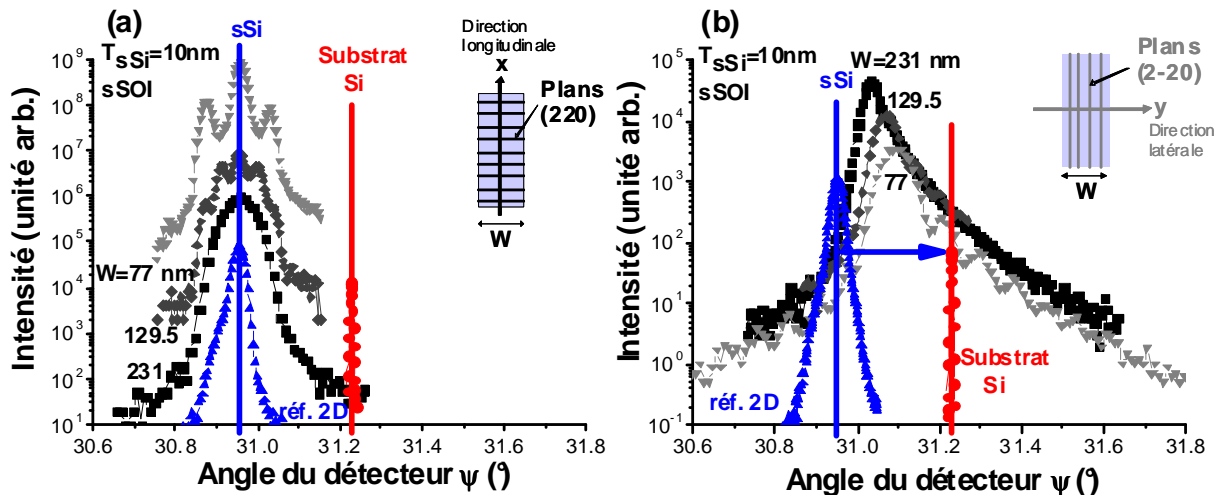 (a)
sSi
T sSi=10nm
sSOI
Substrat
Si
Direction
longitudinale
x
Plans
(220)
W
W=77 nm
129.5
231
réf. 2D
Intensité (unité arb.)
10^9
10^8
10^7
10^6
10^5
10^4
10^3
10^2
10^1
30.6 30.8 31.0 31.2 31.4 31.6 31.8
Angle du détecteur ψ (º)
(b)
T sSi=10nm
sSOI
sSi
W=231 nm
129.5
77
Plans
(2-20)
y
Direction
latérale
W
Substrat
Si
réf. 2D
Intensité (unité arb.)
10^5
10^4
10^3
10^2
10^1
10^0
10^-1
30.6 30.8 31.0 31.2 31.4 31.6 31.8
Angle du détecteur ψ (º)